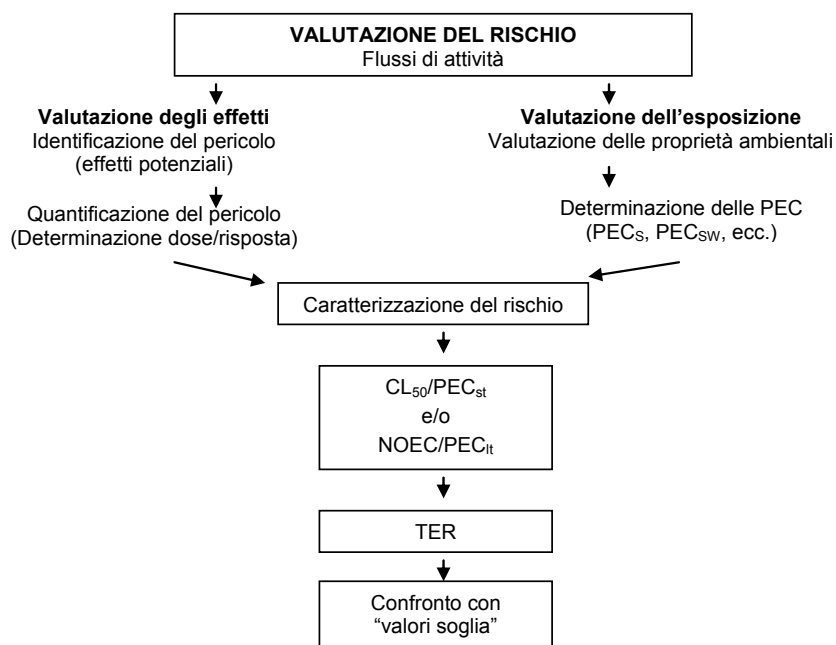 VALUTAZIONE DEL RISCHIO
Flussi di attività
Valutazione degli effetti
Identificazione del pericolo
(effetti potenziali)
Quantificazione del pericolo
(Determinazione dose/risposta)
Valutazione dell’esposizione
Valutazione delle proprietà ambientali
Determinazione delle PEC
(PECS, PECSW, ecc.)
Caratterizzazione del rischio
CL50/PECst
e/o
NOEC/PEClt
TER
Confronto con
“valori soglia”